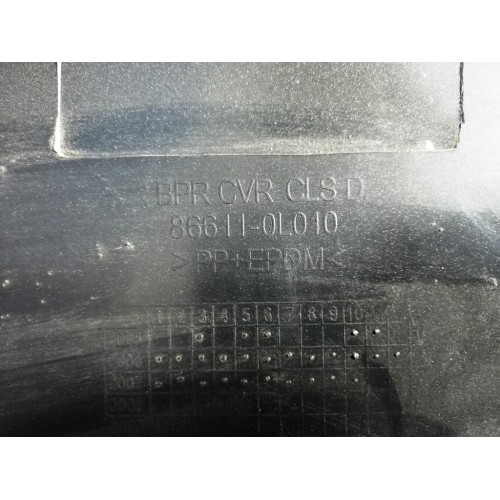 BPR CVR CLS D
86611-0L010
>PP+EPDM<
1 2 3 4 5 6 7 8 9 10